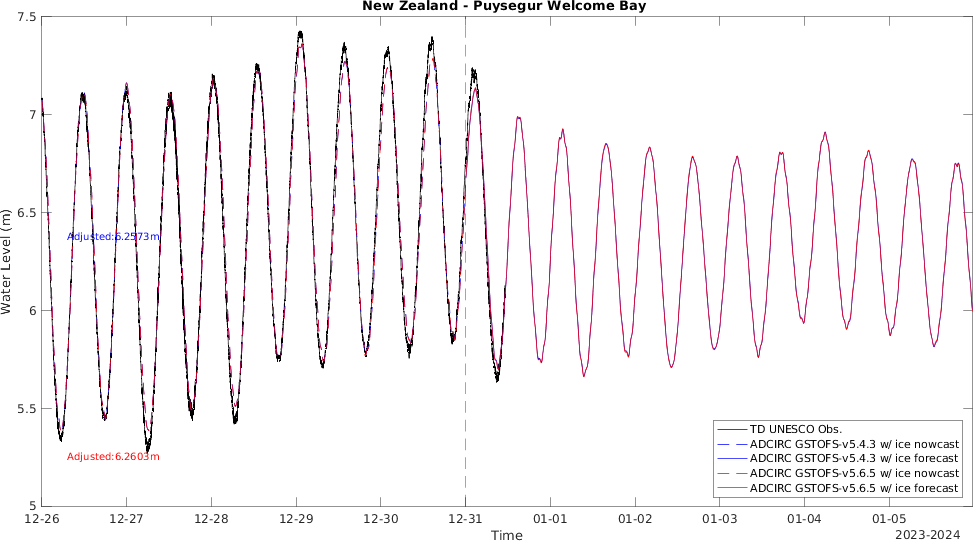 New Zealand - Puysegur Welcome Bay
7.5
7
6.5
6
5.5
5
Water Level (m)
Adjusted:6.2573m
Adjusted:6.2603m
TD UNESCO Obs.
ADCIRC GSTOFS-v5.4.3 w/ ice nowcast
ADCIRC GSTOFS-v5.4.3 w/ ice forecast
ADCIRC GSTOFS-v5.6.5 w/ ice nowcast
ADCIRC GSTOFS-v5.6.5 w/ ice forecast
12-26 12-27 12-28 12-29 12-30 12-31 01-01 01-02 01-03 01-04 01-05
Time
2023-2024